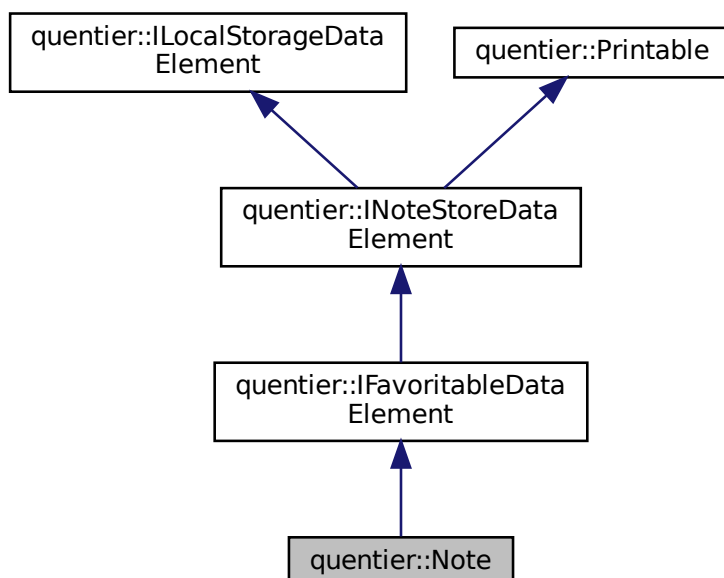 quentier::ILocalStorageData
Element
quentier::Printable
quentier::INoteStoreData
Element
quentier::IFavoritableData
Element
quentier::Note